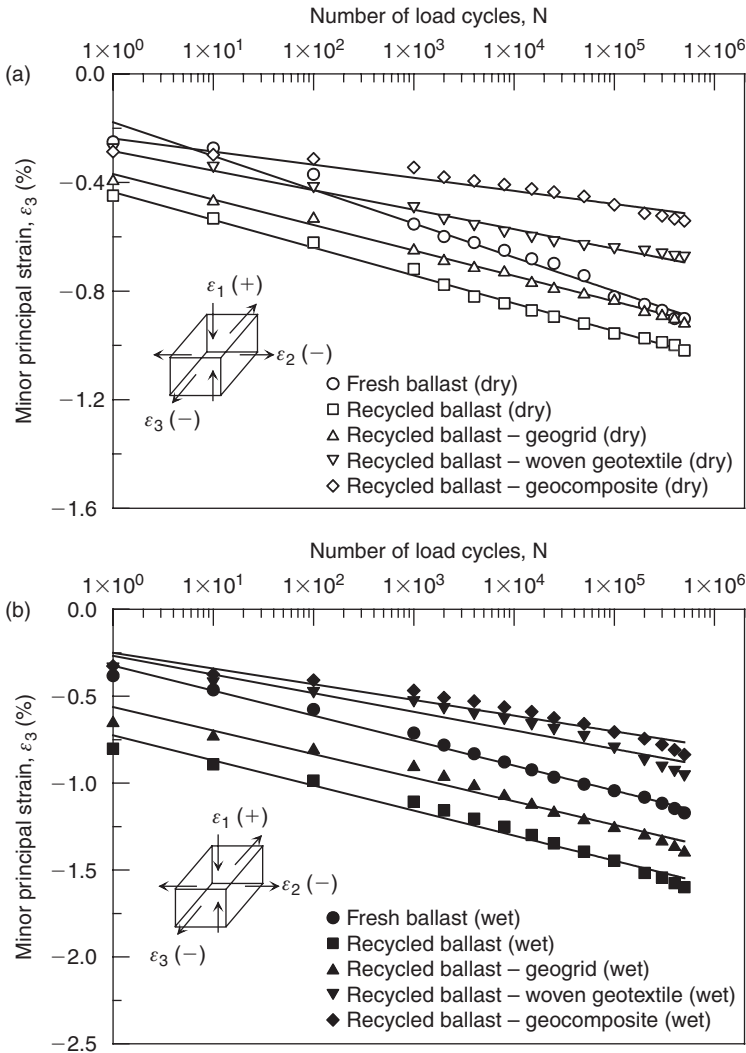 Number of load cycles, N
(a)
1×10⁰ 1×10¹ 1×10² 1×10³ 1×10⁴ 1×10⁵ 1×10⁶
0.0
−0.4
−0.8
−1.2
−1.6
Minor principal strain, ε₃ (%)
ε₁ (+)
ε₂ (−)
ε₃ (−)
Fresh ballast (dry)
Recycled ballast (dry)
Recycled ballast – geogrid (dry)
Recycled ballast – woven geotextile (dry)
Recycled ballast – geocomposite (dry)
Number of load cycles, N
(b)
1×10⁰ 1×10¹ 1×10² 1×10³ 1×10⁴ 1×10⁵ 1×10⁶
0.0
−0.5
−1.0
−1.5
−2.0
−2.5
Minor principal strain, ε₃ (%)
ε₁ (+)
ε₂ (−)
ε₃ (−)
Fresh ballast (wet)
Recycled ballast (wet)
Recycled ballast – geogrid (wet)
Recycled ballast – woven geotextile (wet)
Recycled ballast – geocomposite (wet)